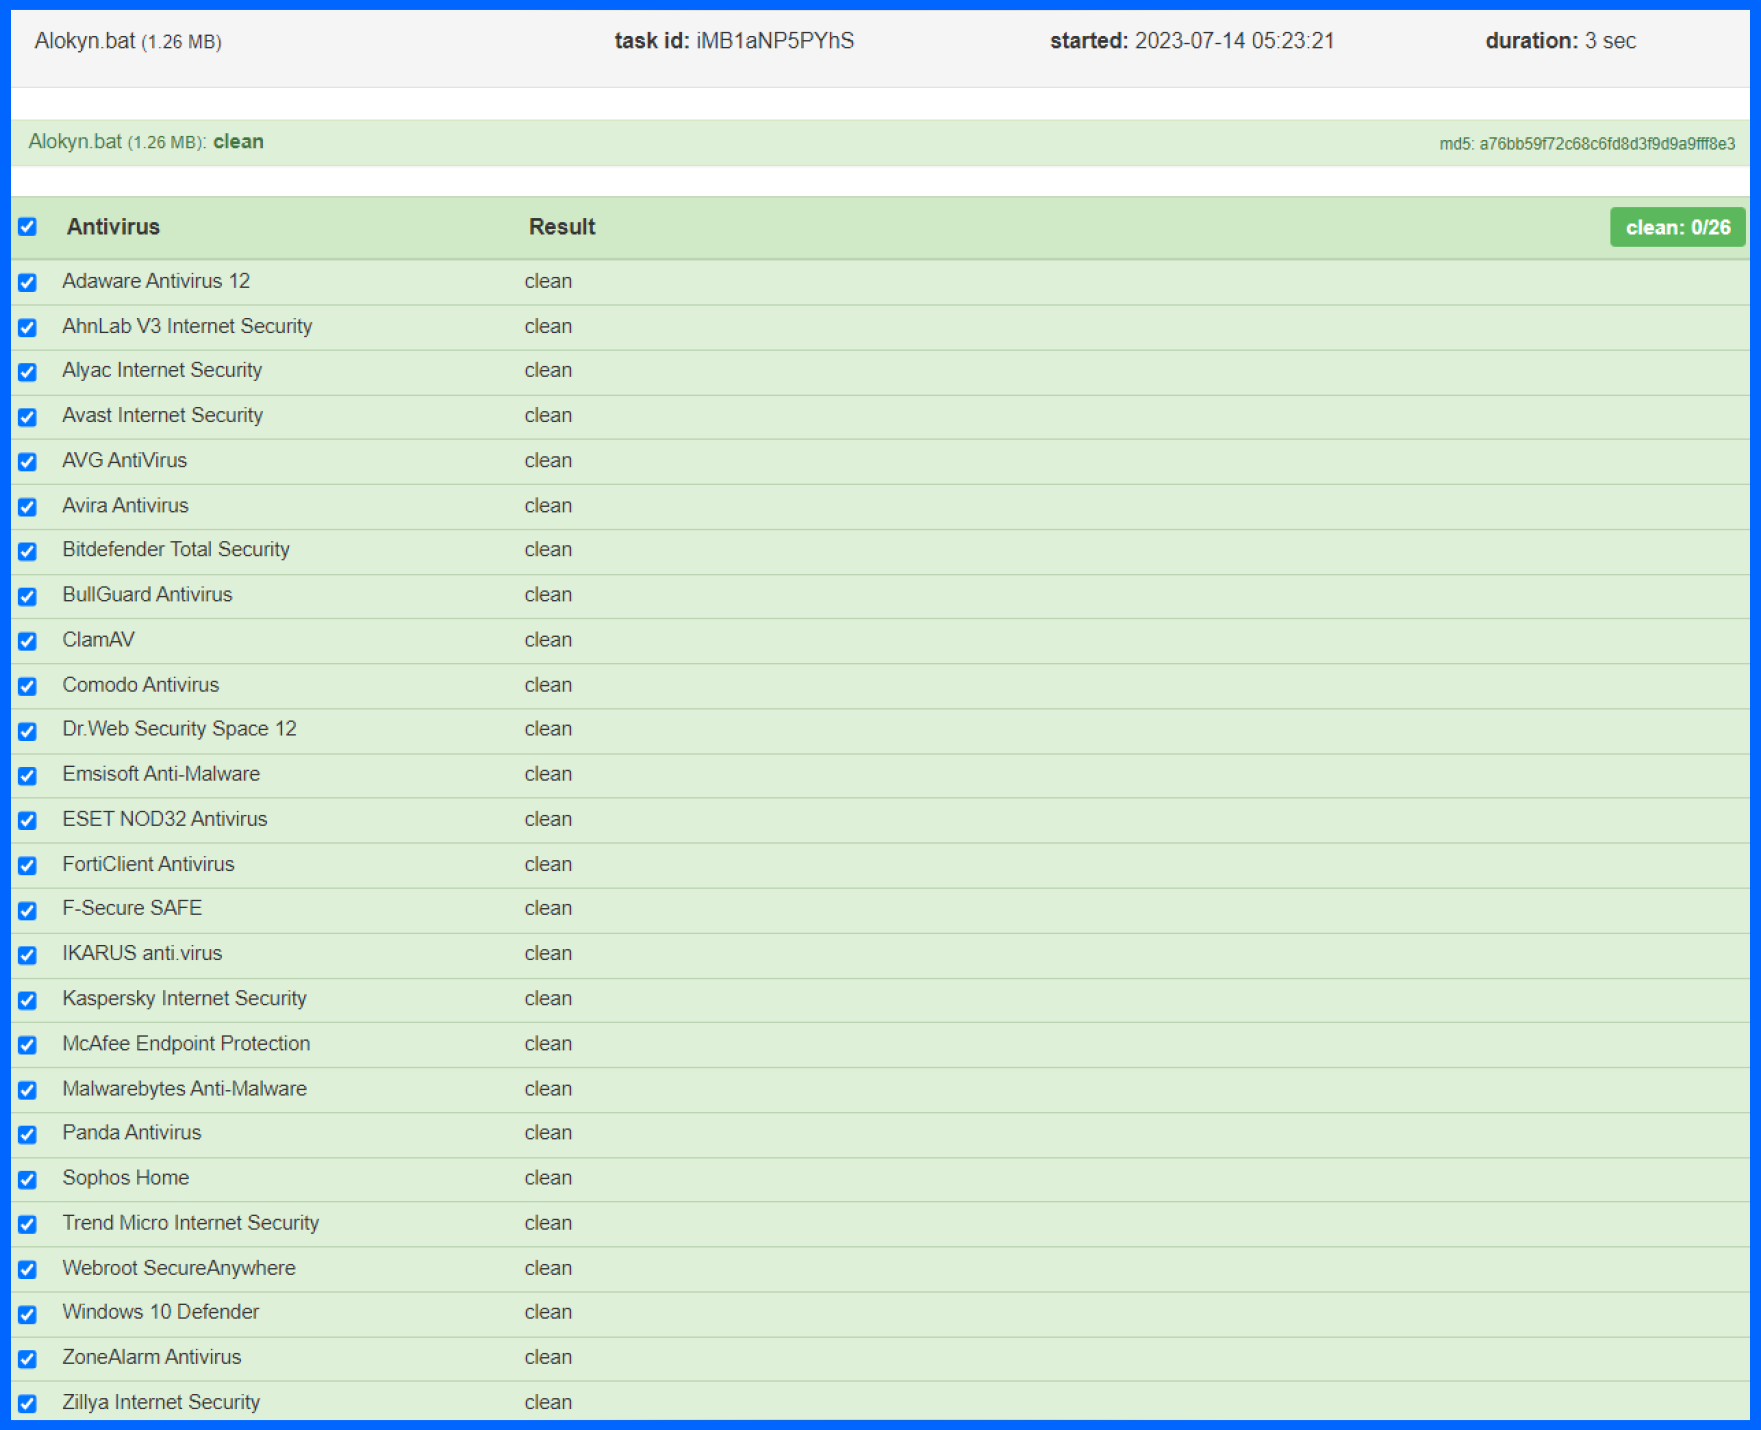 Alokyn.bat (1.26 MB) task id: iMB1aNP5PYhS started: 2023-07-14 05:23:21 duration: 3 sec
Alokyn.bat (1.26 MB): clean md5: a76bb59f72c68c6fd8d3f9d9a9fff8e3
Antivirus Result clean: 0/26
Adaware Antivirus 12 clean
AhnLab V3 Internet Security clean
Alyac Internet Security clean
Avast Internet Security clean
AVG AntiVirus clean
Avira Antivirus clean
Bitdefender Total Security clean
BullGuard Antivirus clean
ClamAV clean
Comodo Antivirus clean
Dr.Web Security Space 12 clean
Emsisoft Anti-Malware clean
ESET NOD32 Antivirus clean
FortiClient Antivirus clean
F-Secure SAFE clean
IKARUS anti.virus clean
Kaspersky Internet Security clean
McAfee Endpoint Protection clean
Malwarebytes Anti-Malware clean
Panda Antivirus clean
Sophos Home clean
Trend Micro Internet Security clean
Webroot SecureAnywhere clean
Windows 10 Defender clean
ZoneAlarm Antivirus clean
Zillya Internet Security clean